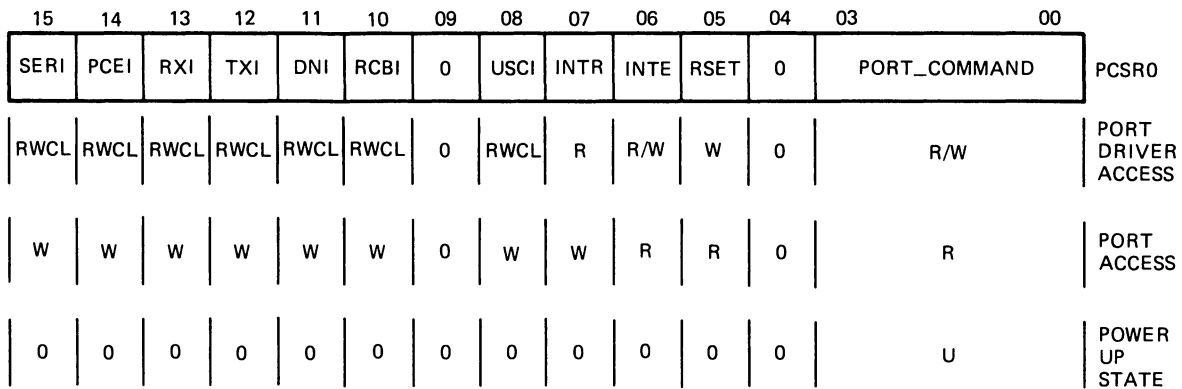 15 14 13 12 11 10 09 08 07 06 05 04 03 00
SERI PCEI RXI TXI DNI RCBI 0 USCI INTR INTE RSET 0 PORT_COMMAND PCSR0
RWCL RWCL RWCL RWCL RWCL RWCL 0 RWCL R R/W W 0 R/W PORT DRIVER ACCESS
W W W W W W 0 W W R R 0 R PORT ACCESS
0 0 0 0 0 0 0 0 0 0 0 0 U POWER UP STATE